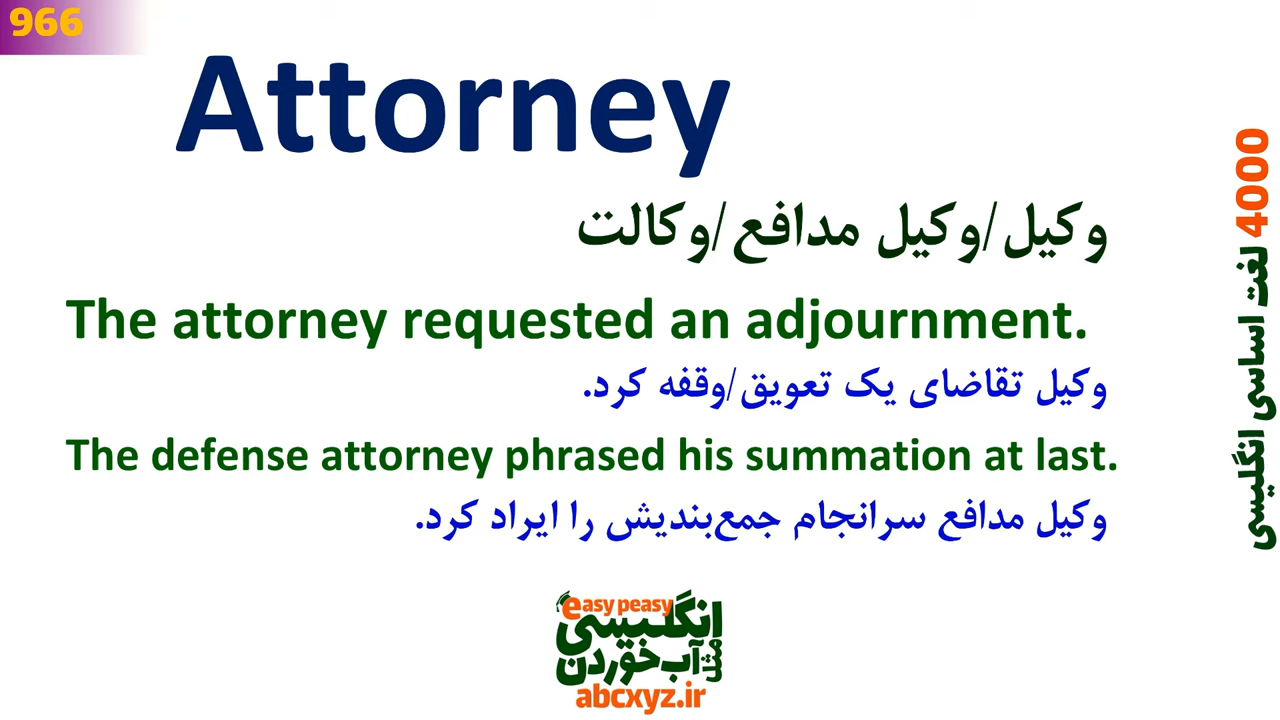 966
Attorney
وکیل/وکیل مدافع/وکالت
The attorney requested an adjournment.
وکیل تقاضای یک تعویق/وقفه کرد.
The defense attorney phrased his summation at last.
وکیل مدافع سرانجام جمع‌بندیش را ایراد کرد.
4000 لغت اساسی انگلیسی
easy peasy
انگلیسی
مثل
آب‌خوردن
abcxyz.ir